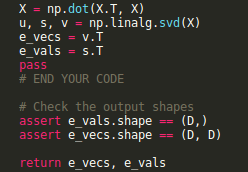 X = np.dot(X.T, X)
u, s, v = np.linalg.svd(X)
e_vecs = v.T
e_vals = s.T
pass
# END YOUR CODE
# Check the output shapes
assert e_vals.shape == (D,)
assert e_vecs.shape == (D, D)
return e_vecs, e_vals